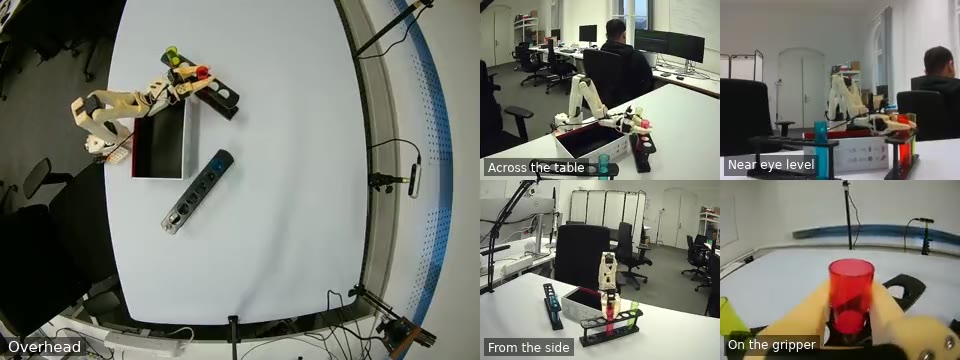 Overhead
Across the table
Near eye level
From the side
On the gripper